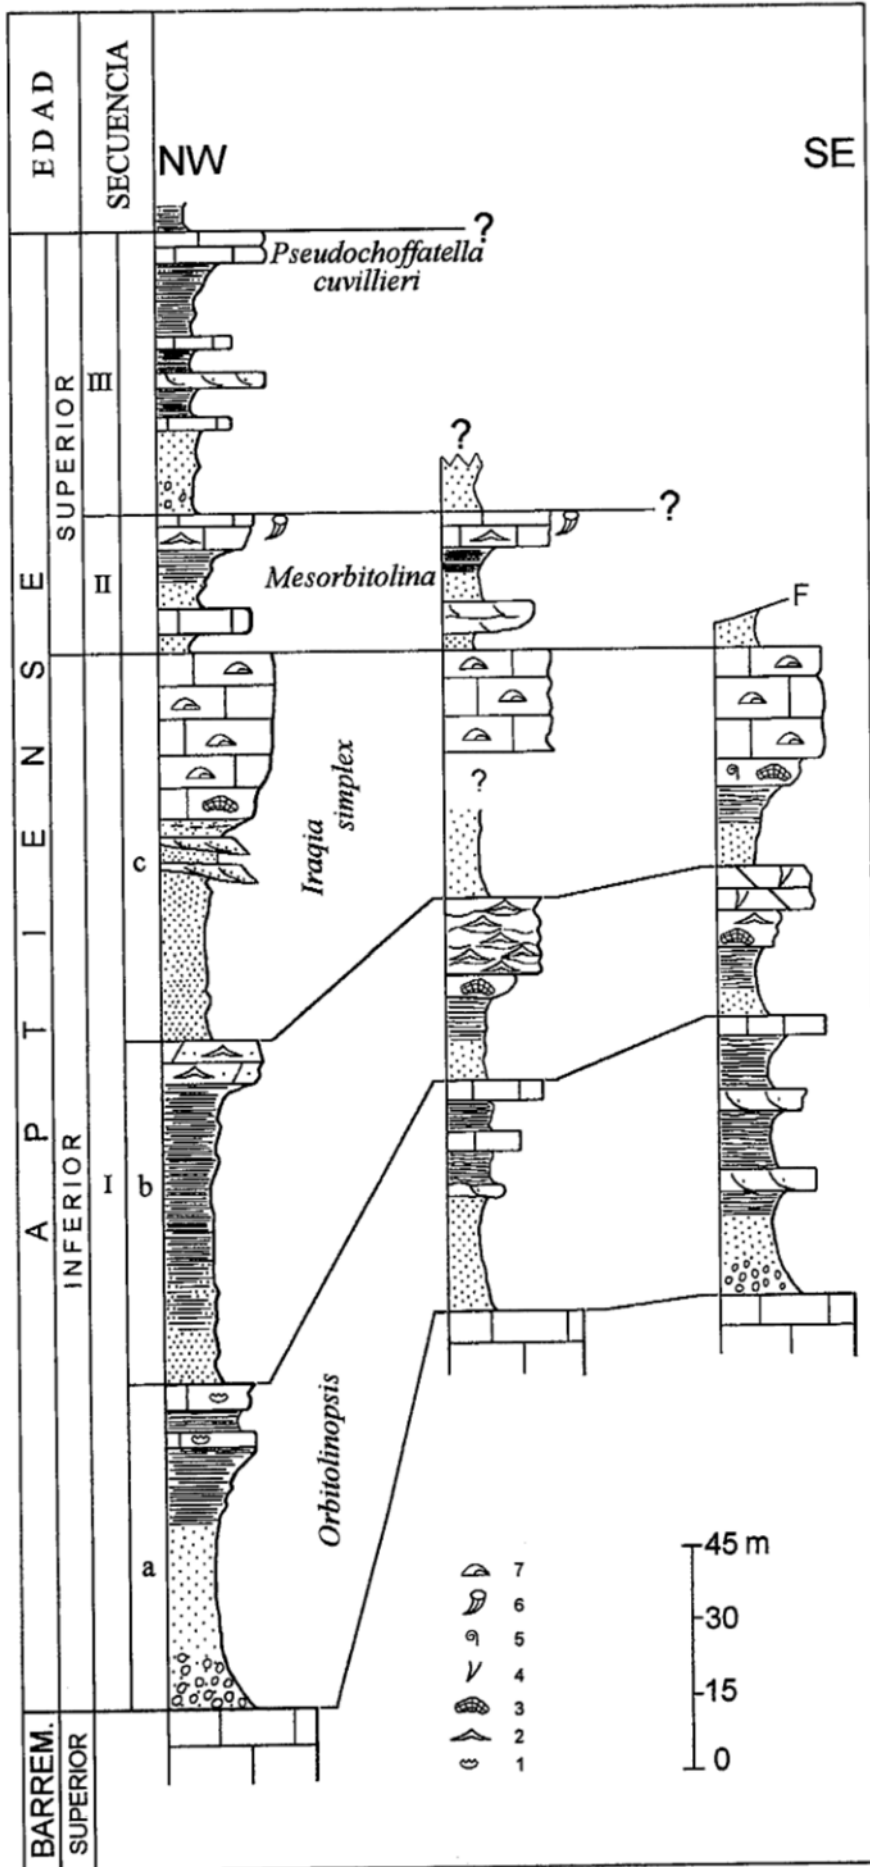 EDAD
SECUENCIA
NW
SE
?
Pseudochoffatella
cuvillieri
III
SUPERIOR
?
?
II
Mesorbitolina
F
APTIENSE
Iraqia
simplex
?
c
INFERIOR
I
b
Orbitolinopsis
a
7
6
5
4
3
2
1
45 m
30
15
0
BARREM.
SUPERIOR